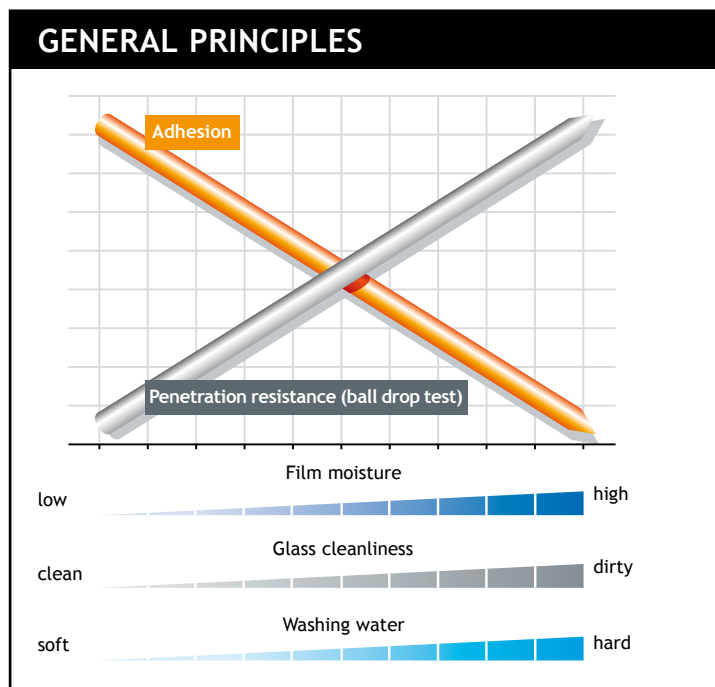 GENERAL PRINCIPLES
Adhesion
Penetration resistance (ball drop test)
Film moisture
low
high
Glass cleanliness
clean
dirty
Washing water
soft
hard